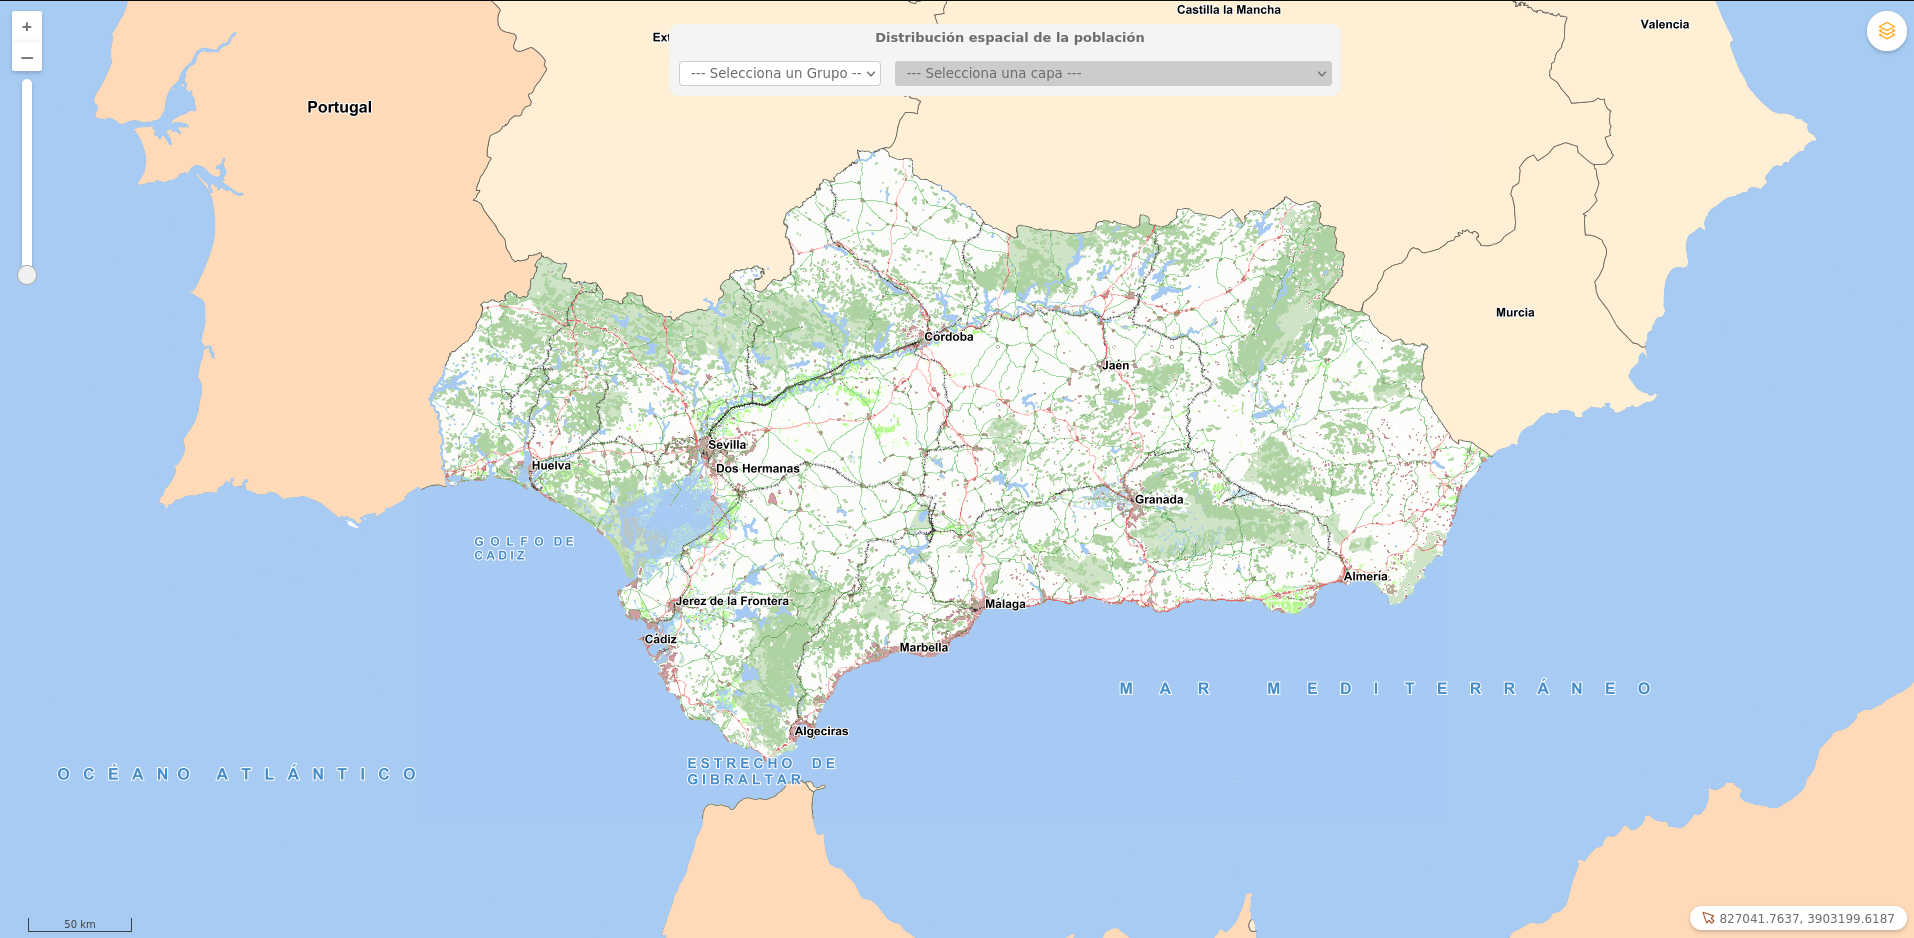 Castilla la Mancha
Valencia
+
Ext
Distribución espacial de la población
--- Selecciona un Grupo --
--- Selecciona una capa ---
–
Portugal
Murcia
Córdoba
Jaén
Sevilla
Huelva
Dos Hermanas
Granada
GOLFO DE
CADIZ
Almería
Jerez de la Frontera
Málaga
Cádiz
Marbella
MAR MEDITERRÁNEO
Algeciras
ESTRECHO DE
GIBRALTAR
OCÉANO ATLÁNTICO
50 km
827041.7637, 3903199.6187